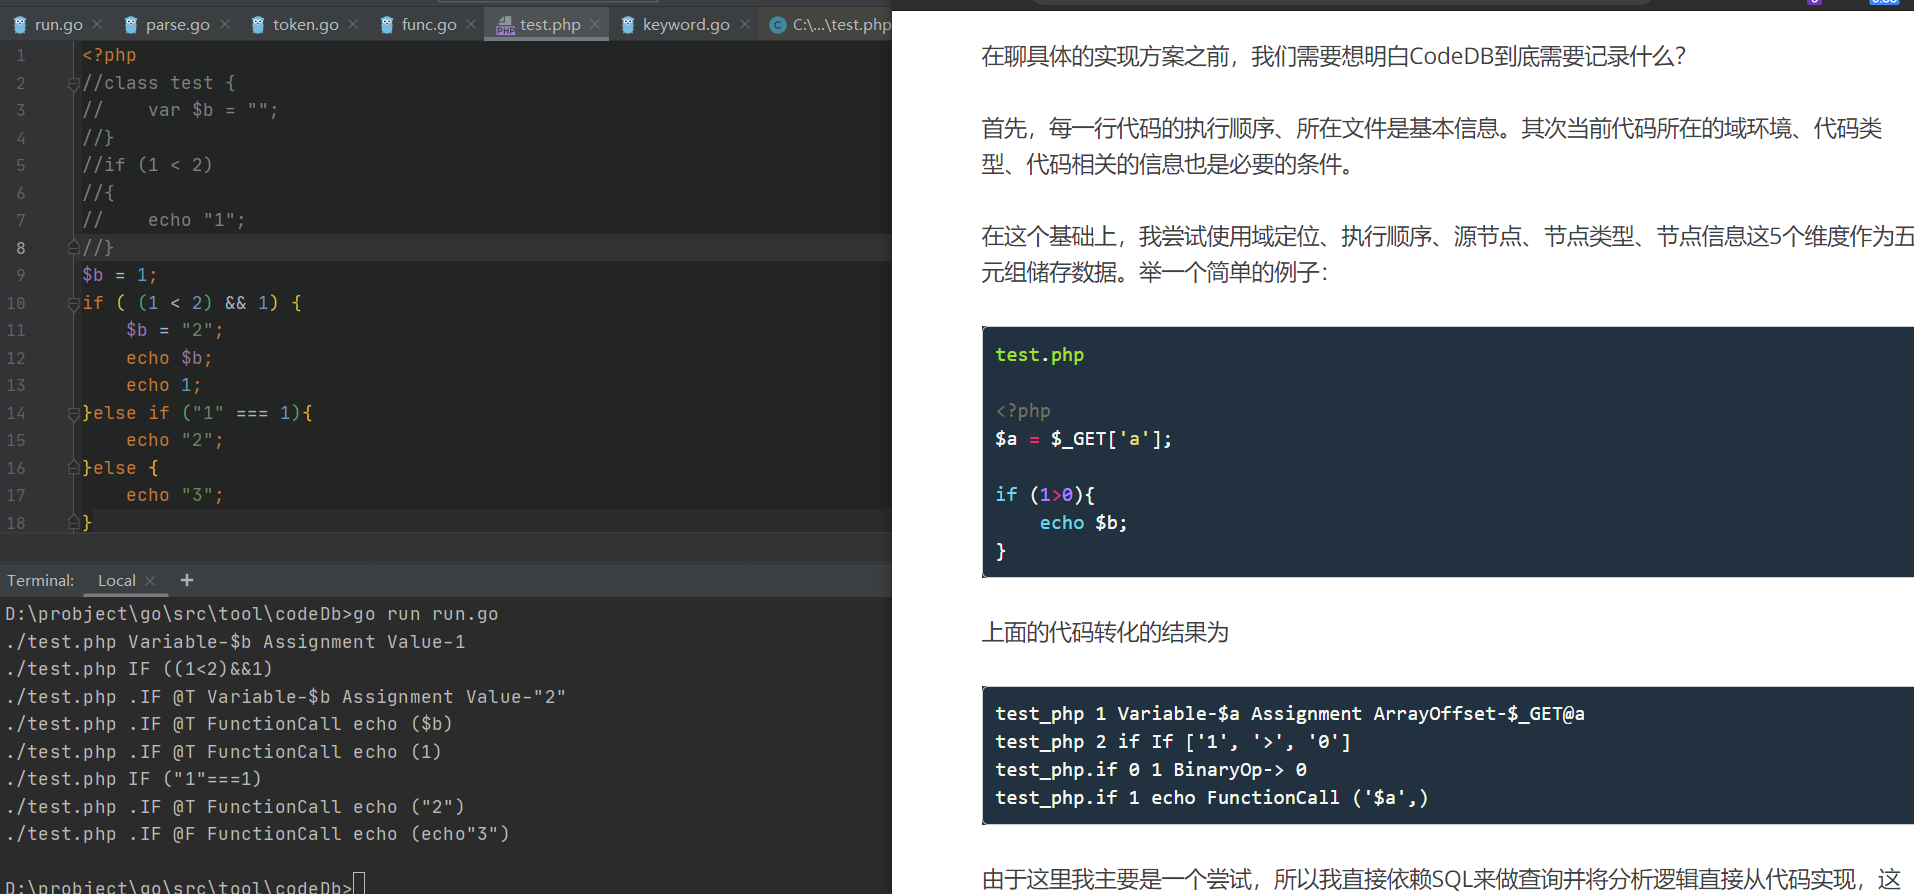 run.go parse.go token.go func.go test.php keyword.go C:\...\test.php
1 <?php
2 //class test {
3 //    var $b = "";
4 //}
5 //if (1 < 2)
6 //{
7 //    echo "1";
8 //}
9 $b = 1;
10 if ( (1 < 2) && 1) {
11     $b = "2";
12     echo $b;
13     echo 1;
14 }else if ("1" === 1){
15     echo "2";
16 }else {
17     echo "3";
18 }
Terminal: Local +
D:\probject\go\src\tool\codeDb>go run run.go
./test.php Variable-$b Assignment Value-1
./test.php IF ((1<2)&&1)
./test.php .IF @T Variable-$b Assignment Value-"2"
./test.php .IF @T FunctionCall echo ($b)
./test.php .IF @T FunctionCall echo (1)
./test.php IF ("1"===1)
./test.php .IF @T FunctionCall echo ("2")
./test.php .IF @F FunctionCall echo (echo"3")
D:\probject\go\src\tool\codeDb>
在聊具体的实现方案之前，我们需要想明白CodeDB到底需要记录什么？
首先，每一行代码的执行顺序、所在文件是基本信息。其次当前代码所在的域环境、代码类
型、代码相关的信息也是必要的条件。
在这个基础上，我尝试使用域定位、执行顺序、源节点、节点类型、节点信息这5个维度作为五
元组储存数据。举一个简单的例子：
test.php
<?php
$a = $_GET['a'];
if (1>0){
    echo $b;
}
上面的代码转化的结果为
test_php 1 Variable-$a Assignment ArrayOffset-$_GET@a
test_php 2 if If ['1', '>', '0']
test_php.if 0 1 BinaryOp-> 0
test_php.if 1 echo FunctionCall ('$a',)
由于这里我主要是一个尝试，所以我直接依赖SQL来做查询并将分析逻辑直接从代码实现，这